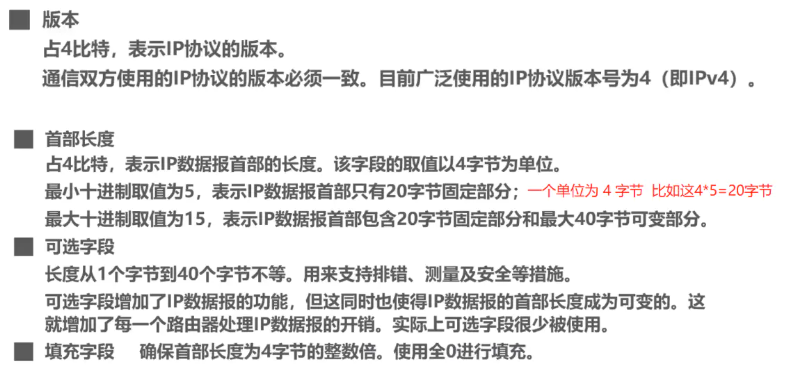 版本
占4比特，表示IP协议的版本。
通信双方使用的IP协议的版本必须一致。目前广泛使用的IP协议版本号为4（即IPv4）。
首部长度
占4比特，表示IP数据报首部的长度。该字段的取值以4字节为单位。
最小十进制取值为5，表示IP数据报首部只有20字节固定部分；一个单位为 4 字节  比如这4*5=20字节
最大十进制取值为15，表示IP数据报首部包含20字节固定部分和最大40字节可变部分。
可选字段
长度从1个字节到40个字节不等。用来支持排错、测量及安全等措施。
可选字段增加了IP数据报的功能，但这同时也使得IP数据报的首部长度成为可变的。这
就增加了每一个路由器处理IP数据报的开销。实际上可选字段很少被使用。
填充字段  确保首部长度为4字节的整数倍。使用全0进行填充。